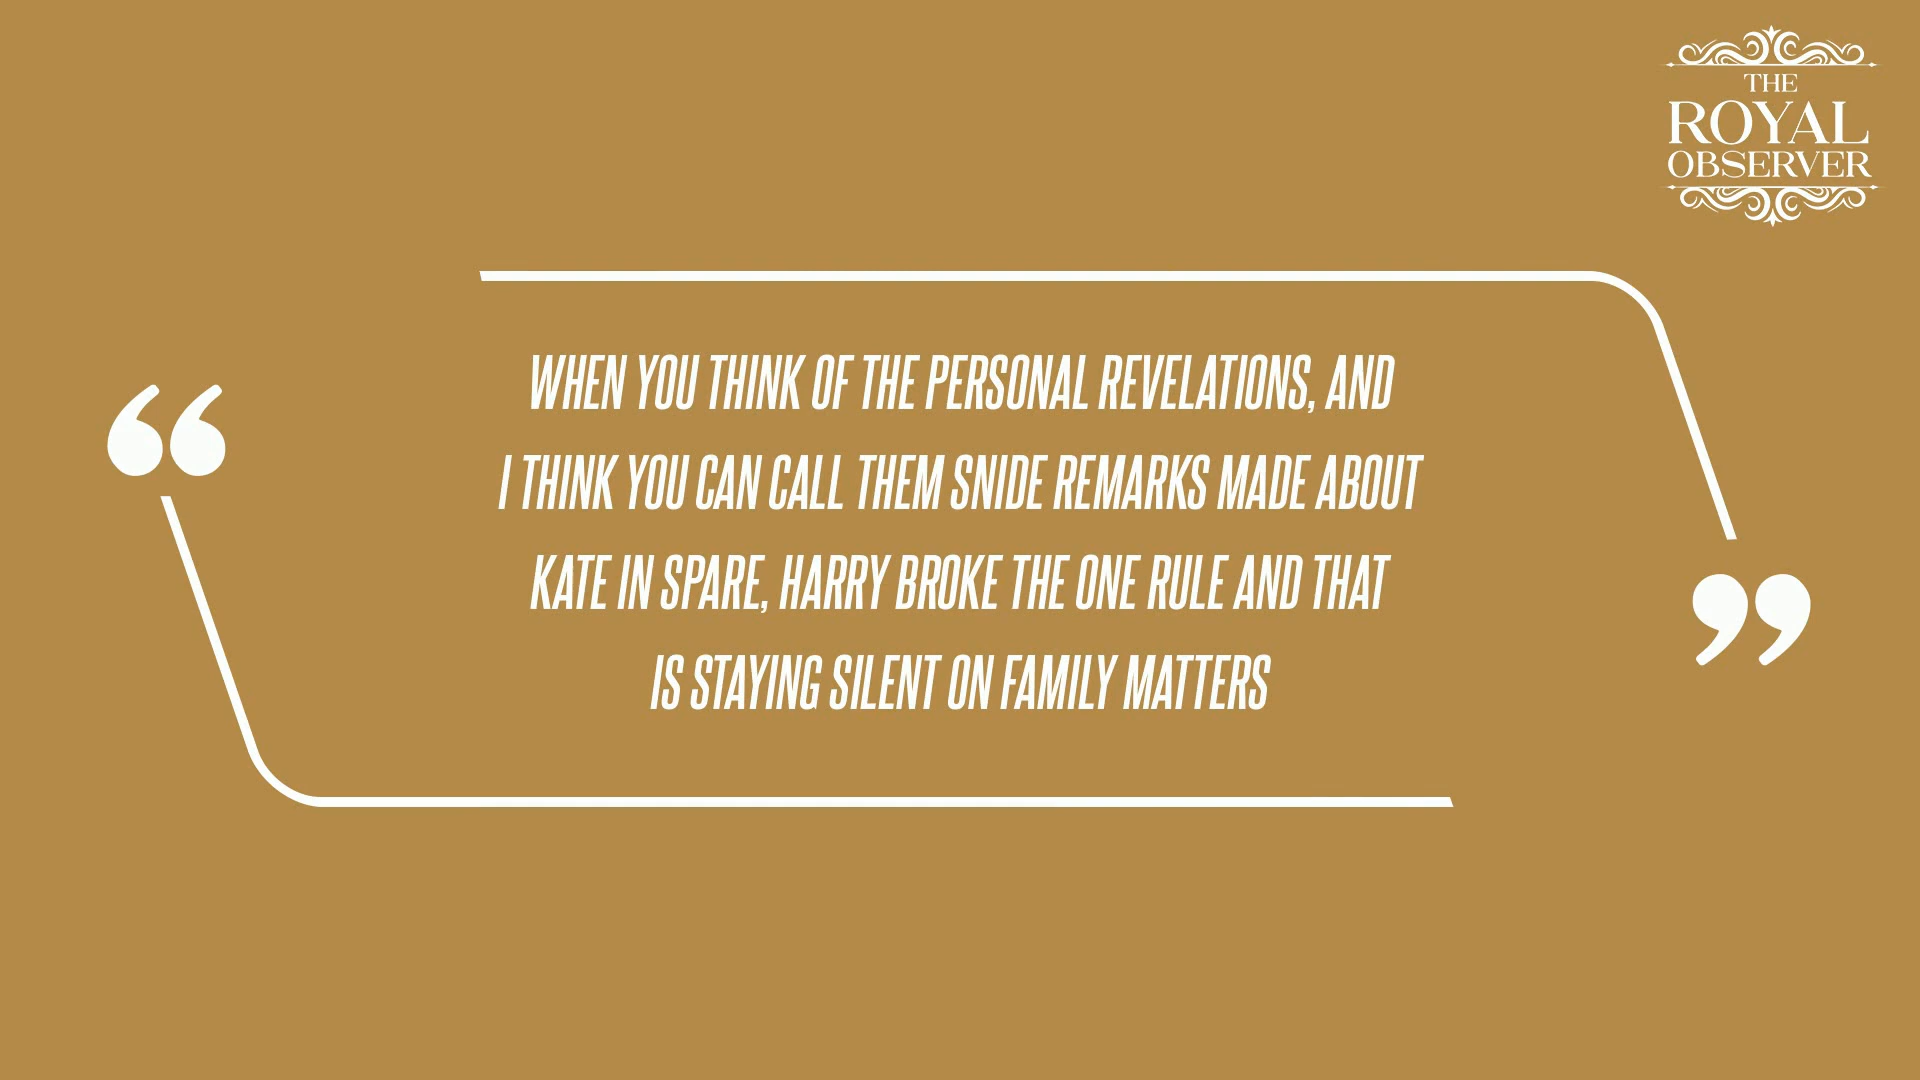 THE
ROYAL
OBSERVER
WHEN YOU THINK OF THE PERSONAL REVELATIONS, AND
I THINK YOU CAN CALL THEM SNIDE REMARKS MADE ABOUT
KATE IN SPARE, HARRY BROKE THE ONE RULE AND THAT
IS STAYING SILENT ON FAMILY MATTERS